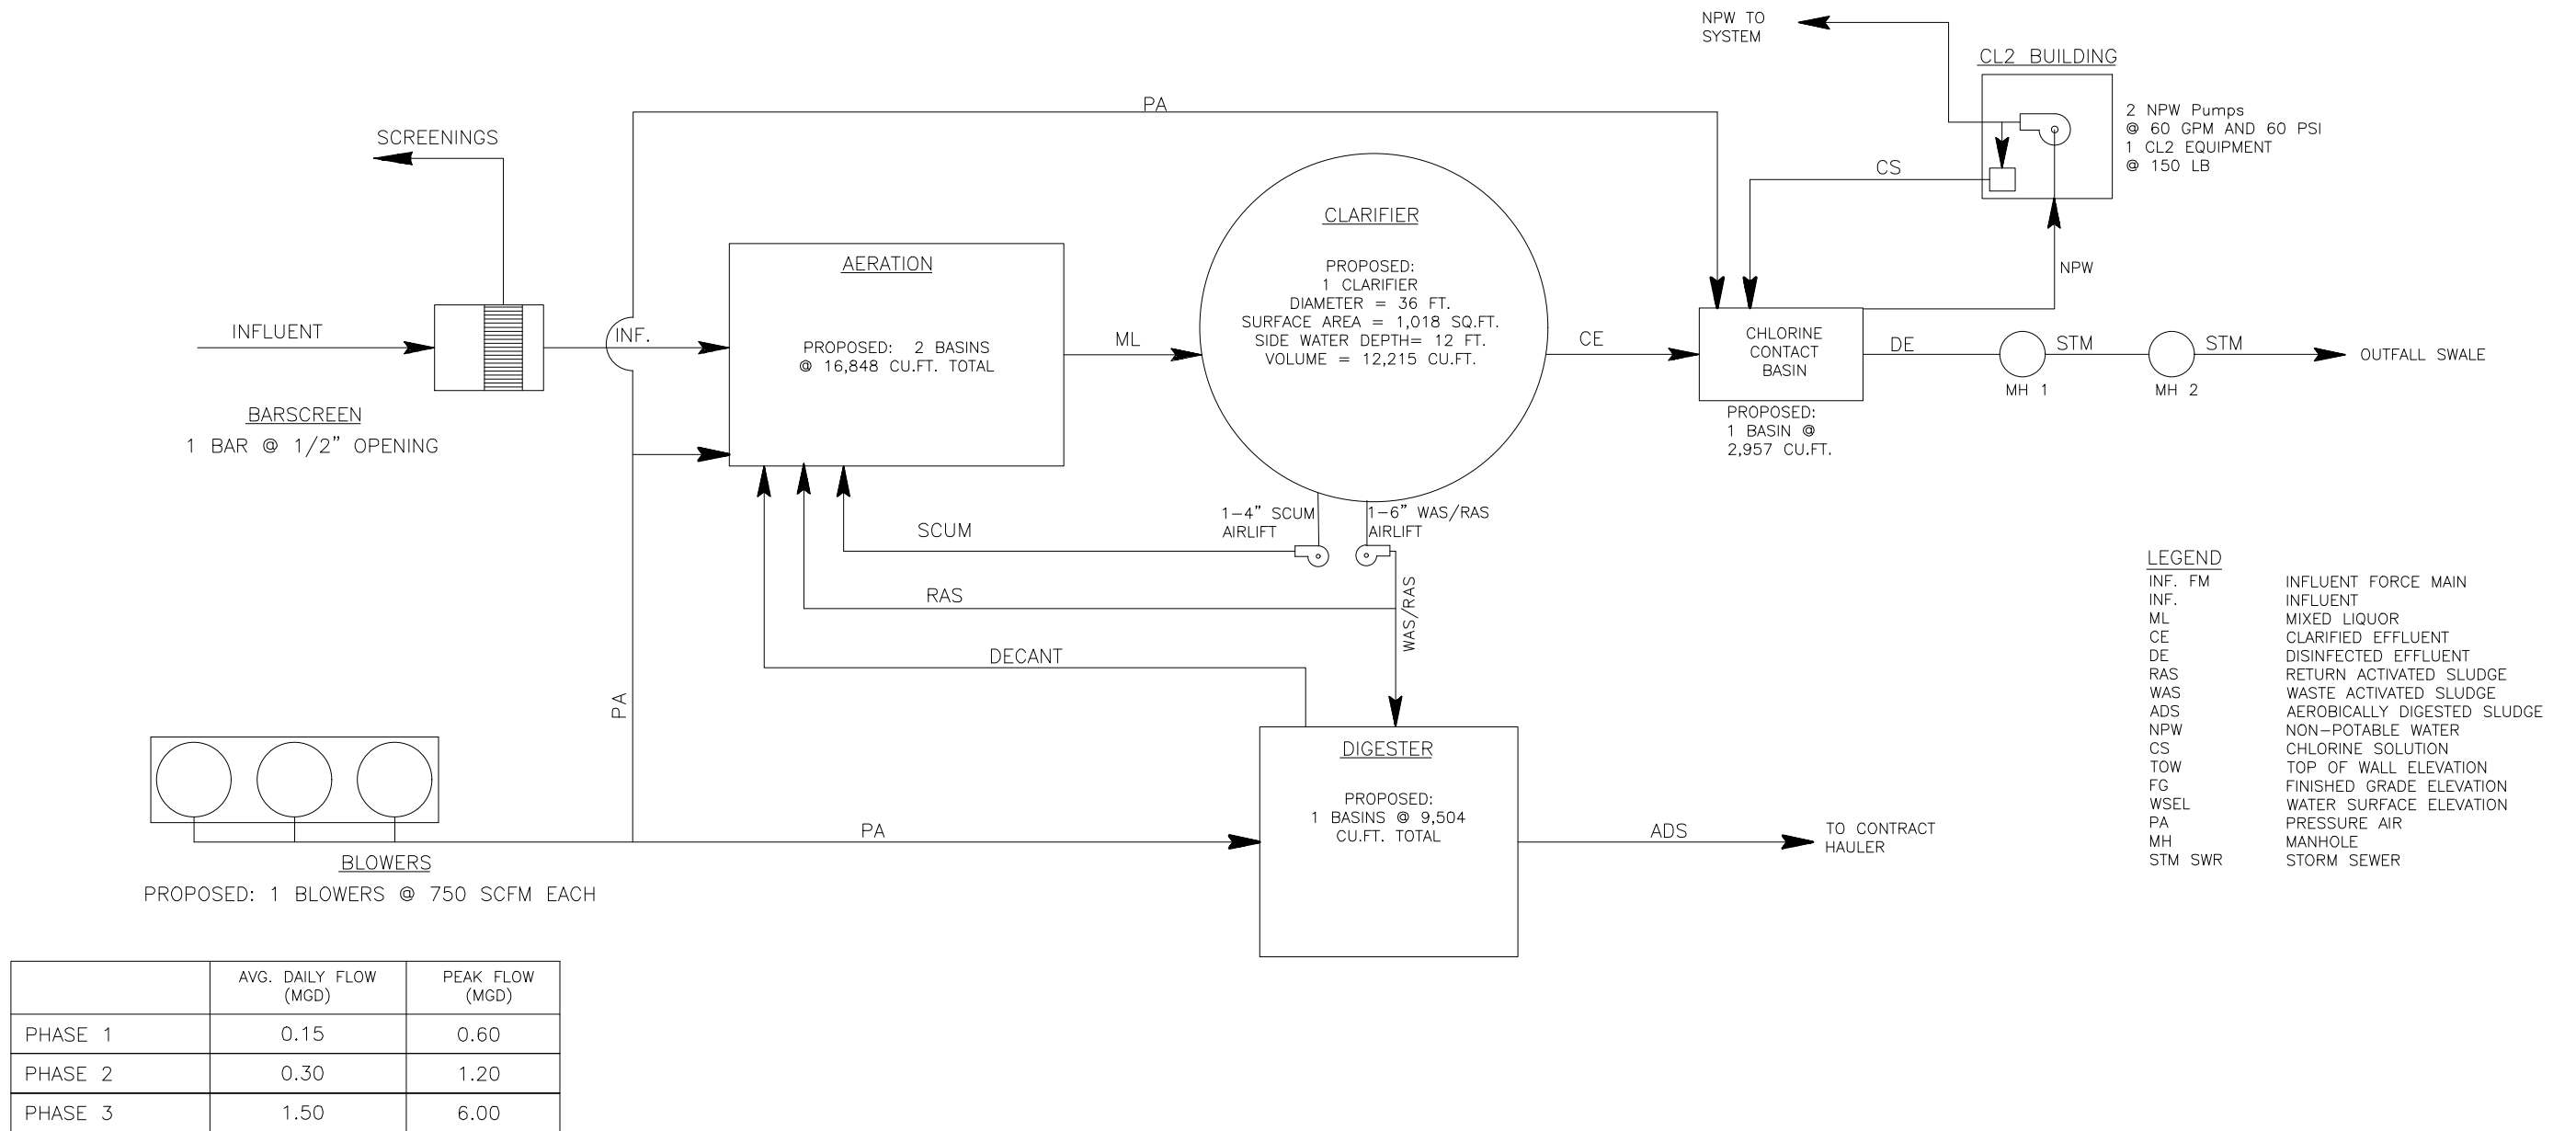 NPW TO
SYSTEM
CL2 BUILDING
2 NPW Pumps
@ 60 GPM AND 60 PSI
1 CL2 EQUIPMENT
@ 150 LB
PA
SCREENINGS
CS
NPW
CLARIFIER
PROPOSED:
1 CLARIFIER
DIAMETER = 36 FT.
SURFACE AREA = 1,018 SQ.FT.
SIDE WATER DEPTH= 12 FT.
VOLUME = 12,215 CU.FT.
AERATION
PROPOSED: 2 BASINS
@ 16,848 CU.FT. TOTAL
INFLUENT
INF.
ML
CE
CHLORINE
CONTACT
BASIN
DE
STM
STM
OUTFALL SWALE
MH 1
MH 2
BARSCREEN
1 BAR @ 1/2” OPENING
PROPOSED:
1 BASIN @
2,957 CU.FT.
1-4” SCUM
AIRLIFT
1-6” WAS/RAS
AIRLIFT
SCUM
RAS
WAS/RAS
DECANT
PA
LEGEND
INF. FM INFLUENT FORCE MAIN
INF. INFLUENT
ML MIXED LIQUOR
CE CLARIFIED EFFLUENT
DE DISINFECTED EFFLUENT
RAS RETURN ACTIVATED SLUDGE
WAS WASTE ACTIVATED SLUDGE
ADS AEROBICALLY DIGESTED SLUDGE
NPW NON-POTABLE WATER
CS CHLORINE SOLUTION
TOW TOP OF WALL ELEVATION
FG FINISHED GRADE ELEVATION
WSEL WATER SURFACE ELEVATION
PA PRESSURE AIR
MH MANHOLE
STM SWR STORM SEWER
DIGESTER
PROPOSED:
1 BASINS @ 9,504
CU.FT. TOTAL
PA
ADS
TO CONTRACT
HAULER
BLOWERS
PROPOSED: 1 BLOWERS @ 750 SCFM EACH
AVG. DAILY FLOW
(MGD)
PEAK FLOW
(MGD)
PHASE 1 0.15 0.60
PHASE 2 0.30 1.20
PHASE 3 1.50 6.00